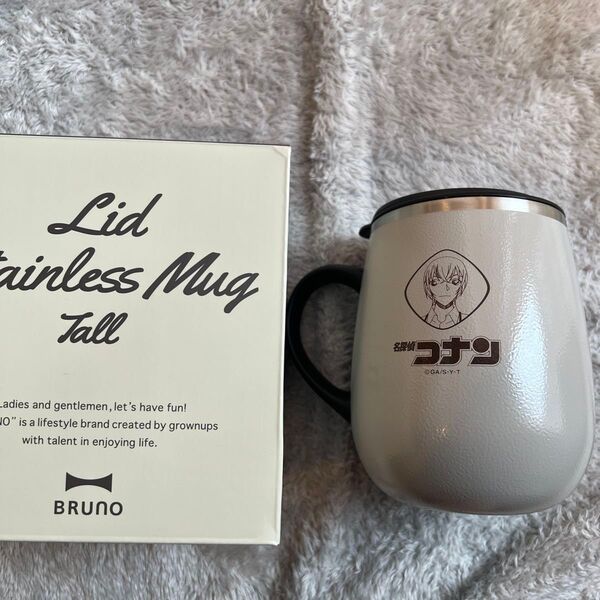 Lid
tainless Mug
Tall
Ladies and gentlemen, let's have fun!
NO" is a lifestyle brand created by grownups
with talent in enjoying life.
BRUNO
名探偵
コナン
©GA/S・Y・T